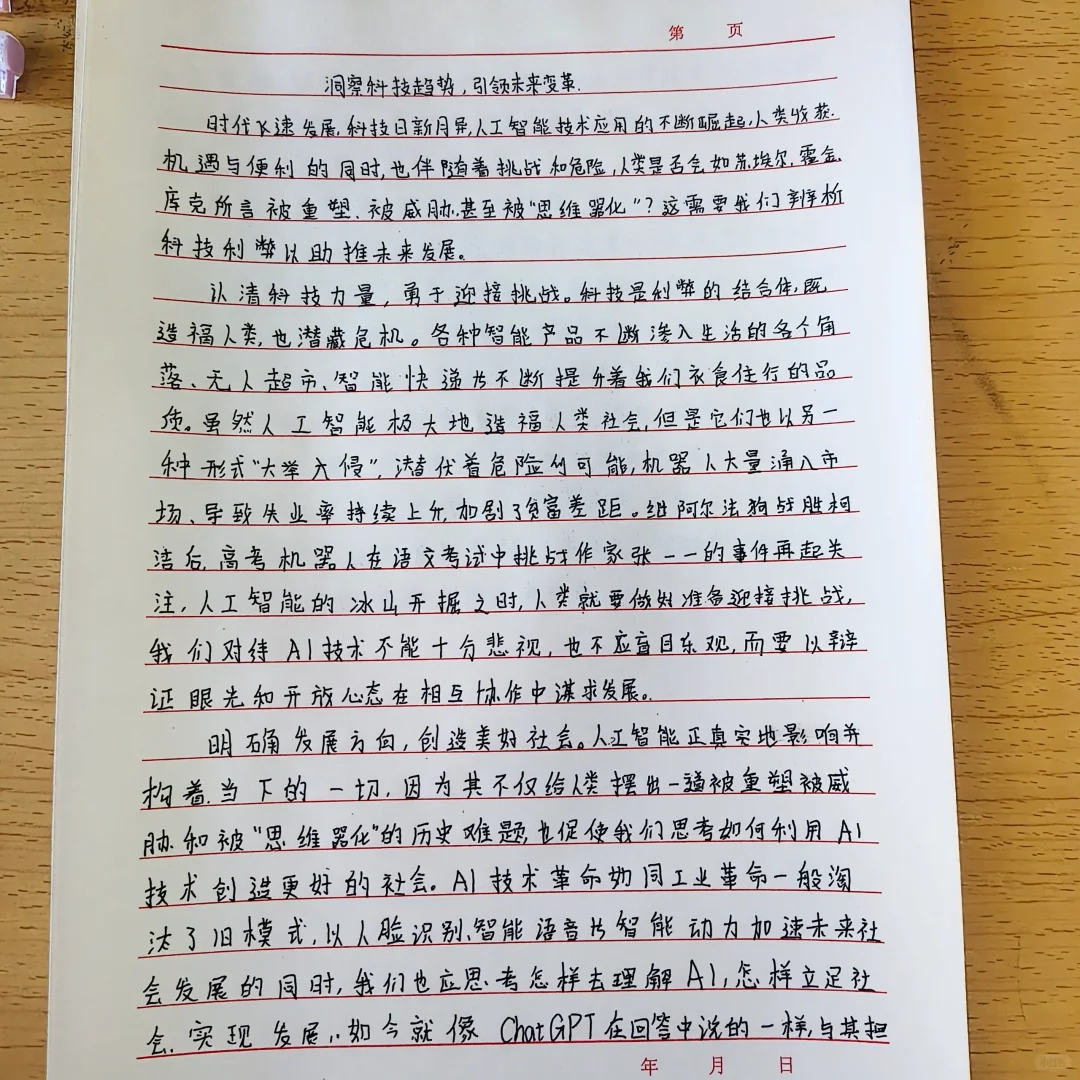 第 页
洞察科技趋势，引领未来变革.
时代飞速发展,科技日新月异,人工智能技术应用的不断崛起,人类收获
机遇与便利的同时,也伴随着挑战和危险,人类是否会如苏埃尔.霍金.
库克所言被重塑、被威胁.甚至被“思维器化”？这需要我们辨析
科技利弊以助推未来发展。
认清科技力量，勇于迎接挑战。科技是利弊的结合体,既
造福人类,也潜藏危机。各种智能产品不断渗入生活的各个角
落、无人超市、智能快递片不断提升着我们衣食住行的品
质。虽然人工智能极大地造福人类社会,但是它们也以另一
种形式“大举入侵”,潜伏着危险的可能,机器人大量涌入市
场、导致失业率持续上升,加剧了贫富差距。继阿尔法狗战胜柯
洁后,高考机器人在语文考试中挑战作家张一一的事件再起关
注，人工智能的冰山开掘之时,人类就要做好准备迎接挑战,
我们对待AI技术不能十分悲视，也不应盲目乐观,而要以辩
证眼光和开放心态在相互协作中谋求发展。
明确发展方向，创造美好社会。人工智能正真实地影响并
构着.当下的一切，因为其不仅给人类摆出一道被重塑被威
胁和被“思维器化”的历史难题,也促使我们思考如何利用AI
技术创造更好的社会。AI技术革命如同工业革命一般淘
汰了旧模式,以人脸识别、智能语音片智能动力加速未来社
会发展的同时,我们也应思考怎样去理解AI,怎样立足社
会、实现发展,如今就像ChatGPT在回答中说的一样,与其担
年 月 日